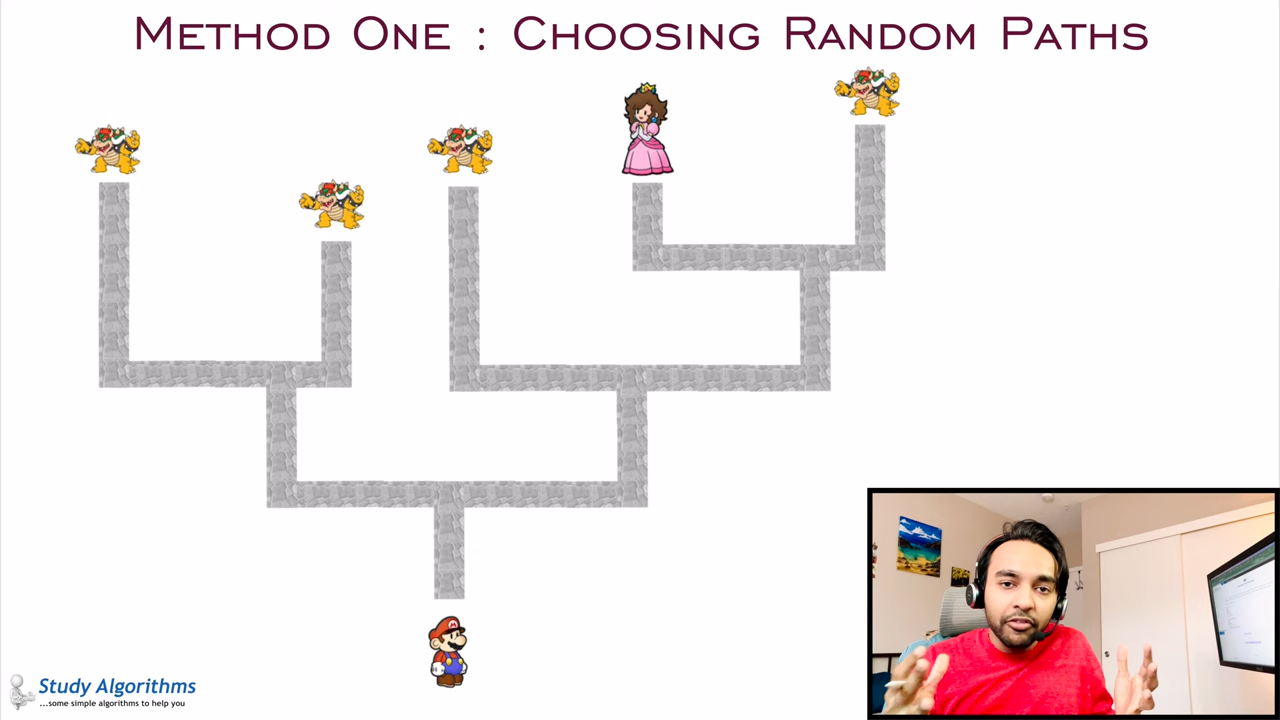 Method One : Choosing Random Paths
Study Algorithms
...some simple algorithms to help you